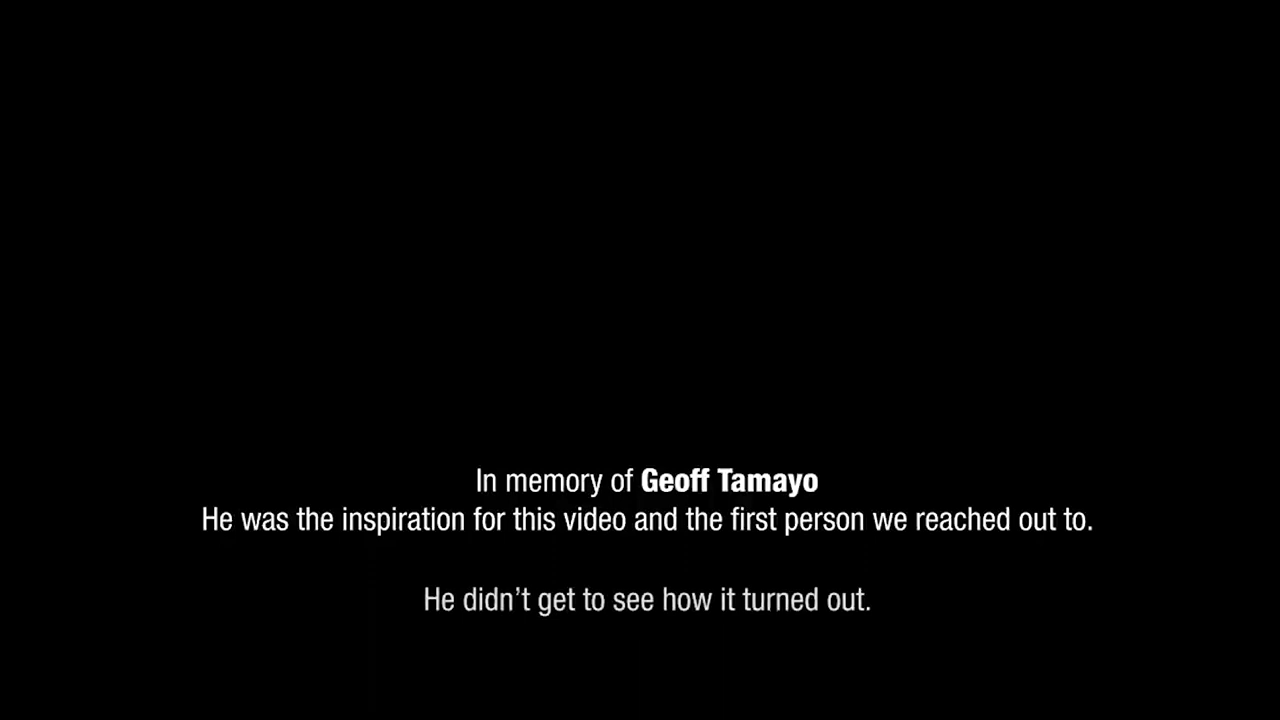 In memory of Geoff Tamayo
He was the inspiration for this video and the first person we reached out to.
He didn’t get to see how it turned out.